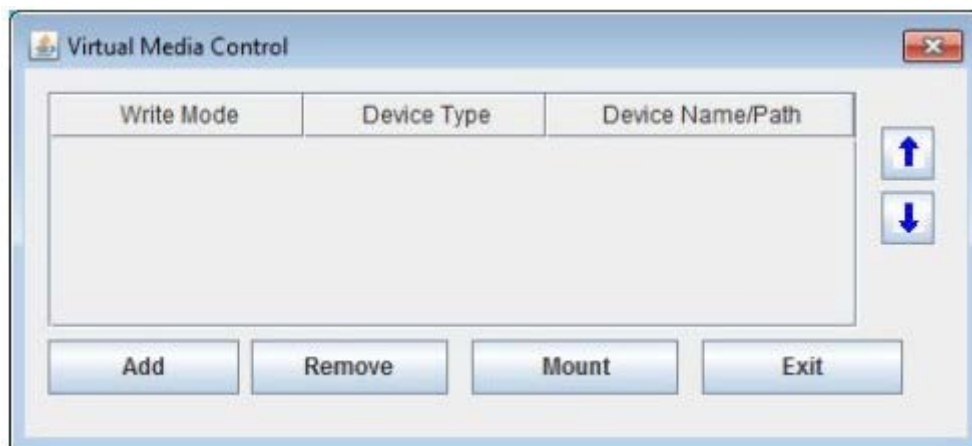 Virtual Media Control
Write Mode Device Type Device Name/Path
Add Remove Mount Exit